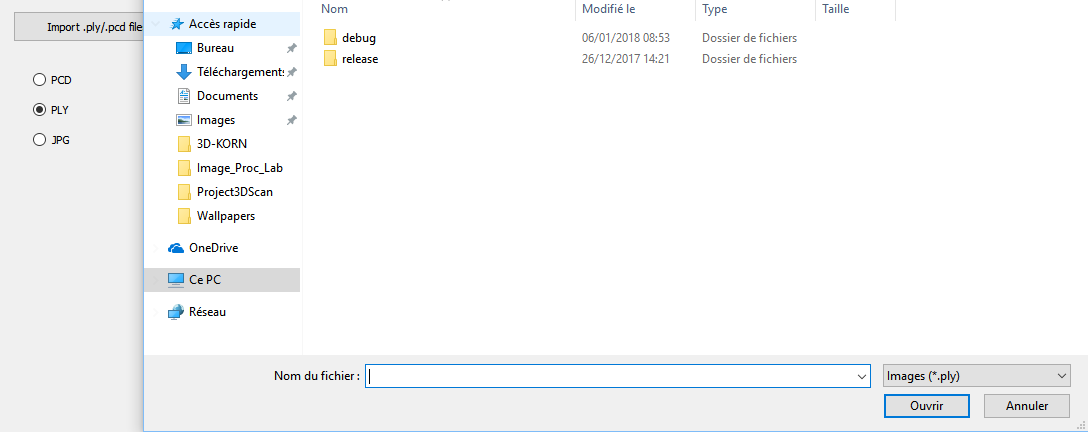 Import .ply/.pcd file
PCD
PLY
JPG
Accès rapide
Bureau
Téléchargements
Documents
Images
3D-KORN
Image_Proc_Lab
Project3DScan
Wallpapers
OneDrive
Ce PC
Réseau
Nom Modifié le Type Taille
debug 06/01/2018 08:53 Dossier de fichiers
release 26/12/2017 14:21 Dossier de fichiers
Nom du fichier : Images (*.ply)
Ouvrir Annuler